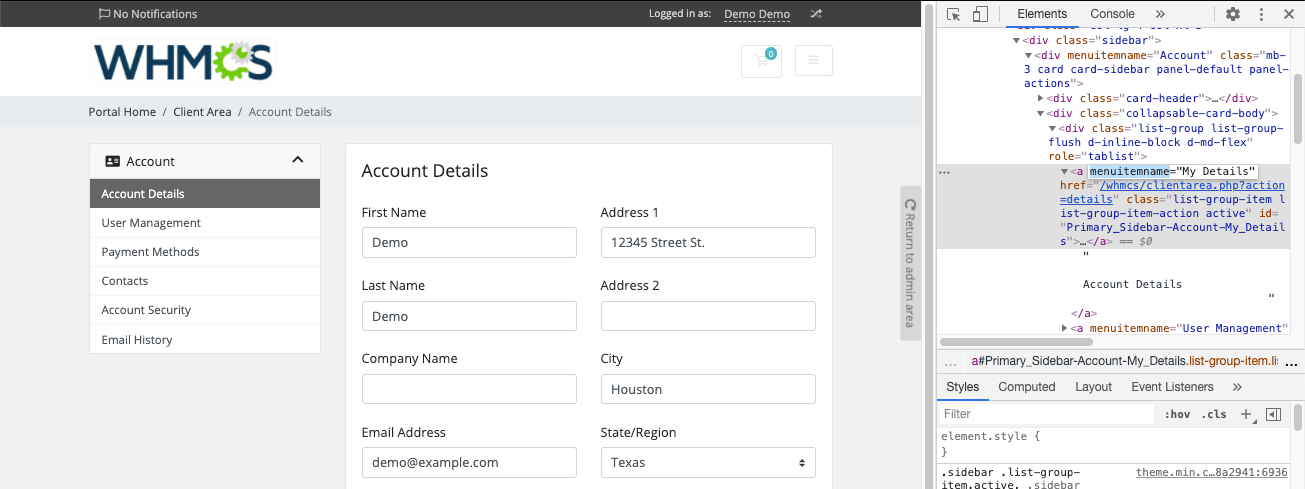 No Notifications
Logged in as: Demo Demo
WHMCS
0
Portal Home / Client Area / Account Details
Account
Account Details
User Management
Payment Methods
Contacts
Account Security
Email History
Account Details
First Name
Demo
Address 1
12345 Street St.
Last Name
Demo
Address 2
Company Name
City
Houston
Email Address
demo@example.com
State/Region
Texas
Return to admin area
Elements Console »
<div class="sidebar">
<div menuitemname="Account" class="mb-
3 card card-sidebar panel-default panel-
actions">
<div class="card-header">…</div>
<div class="collapsable-card-body">
<div class="list-group list-group-
flush d-inline-block d-md-flex"
role="tablist">
… <a menuitemname="My Details"
href="/whmcs/clientarea.php?action
=details" class="list-group-item l
ist-group-item-action active" id=
"Primary_Sidebar-Account-My_Detail
s">…</a> == $0
"
Account Details
"
</a>
<a menuitemname="User Management"
… a#Primary_Sidebar-Account-My_Details.list-group-item.li …
Styles Computed Layout Event Listeners »
Filter :hov .cls +
element.style {
}
.sidebar .list-group- theme.min.c…8a2941:6936
item.active, .sidebar